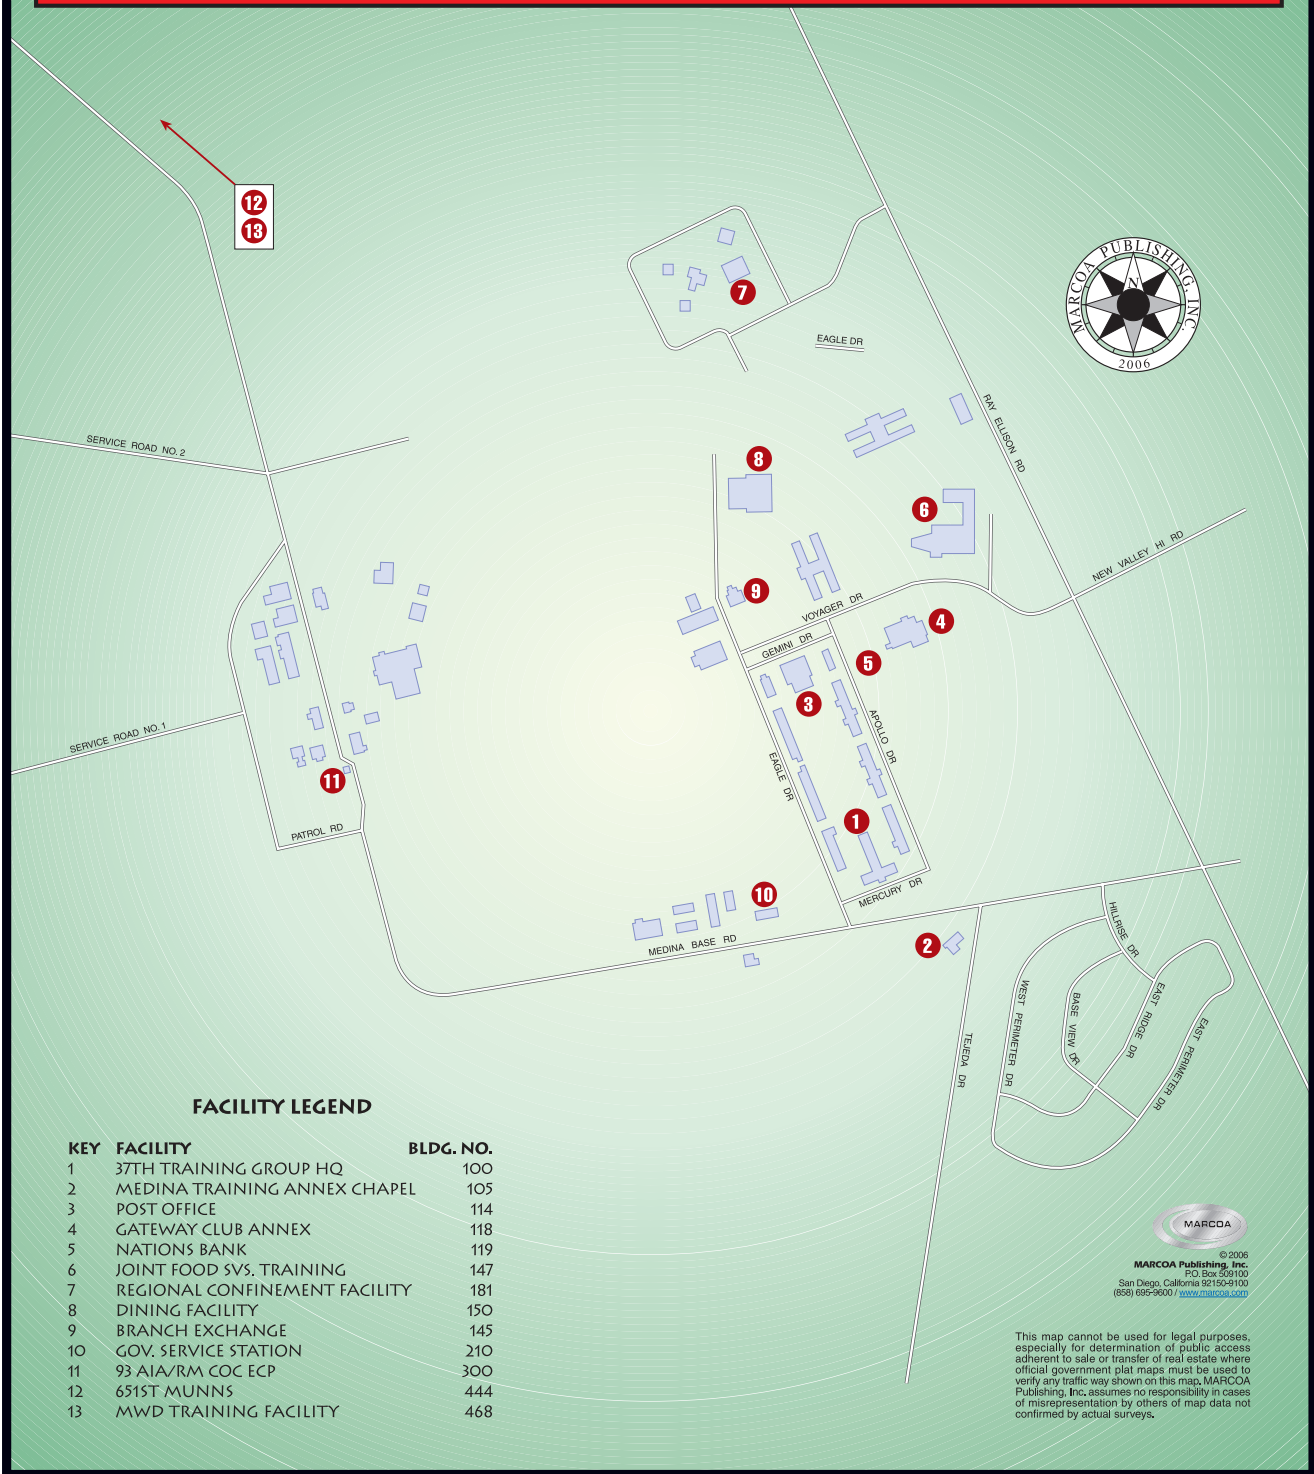 12
13
MARCOA PUBLISHING, INC.
N
2006
7
EAGLE DR
RAY ELLISON RD
SERVICE ROAD NO. 2
8
6
NEW VALLEY HI RD
9
VOYAGER DR
4
GEMINI DR
5
3
APOLLO DR
SERVICE ROAD NO. 1
EAGLE DR
11
1
PATROL RD
10
MERCURY DR
MEDINA BASE RD
2
HILLRISE DR
WEST PERIMETER DR
BASE VIEW DR
EAST RIDGE DR
EAST PERIMETER DR
TEJEDA DR
FACILITY LEGEND
KEY FACILITY BLDG. NO.
1 37TH TRAINING GROUP HQ 100
2 MEDINA TRAINING ANNEX CHAPEL 105
3 POST OFFICE 114
4 GATEWAY CLUB ANNEX 118
5 NATIONS BANK 119
6 JOINT FOOD SVS. TRAINING 147
7 REGIONAL CONFINEMENT FACILITY 181
8 DINING FACILITY 150
9 BRANCH EXCHANGE 145
10 GOV. SERVICE STATION 210
11 93 AIA/RM COC ECP 300
12 651ST MUNNS 444
13 MWD TRAINING FACILITY 468
MARCOA
© 2006
MARCOA Publishing, Inc.
P.O. Box 509100
San Diego, California 92150-9100
(858) 695-9600 / www.marcoa.com
This map cannot be used for legal purposes,
especially for determination of public access
adherent to sale or transfer of real estate where
official government plat maps must be used to
verify any traffic way shown on this map. MARCOA
Publishing, Inc. assumes no responsibility in cases
of misrepresentation by others of map data not
confirmed by actual surveys.